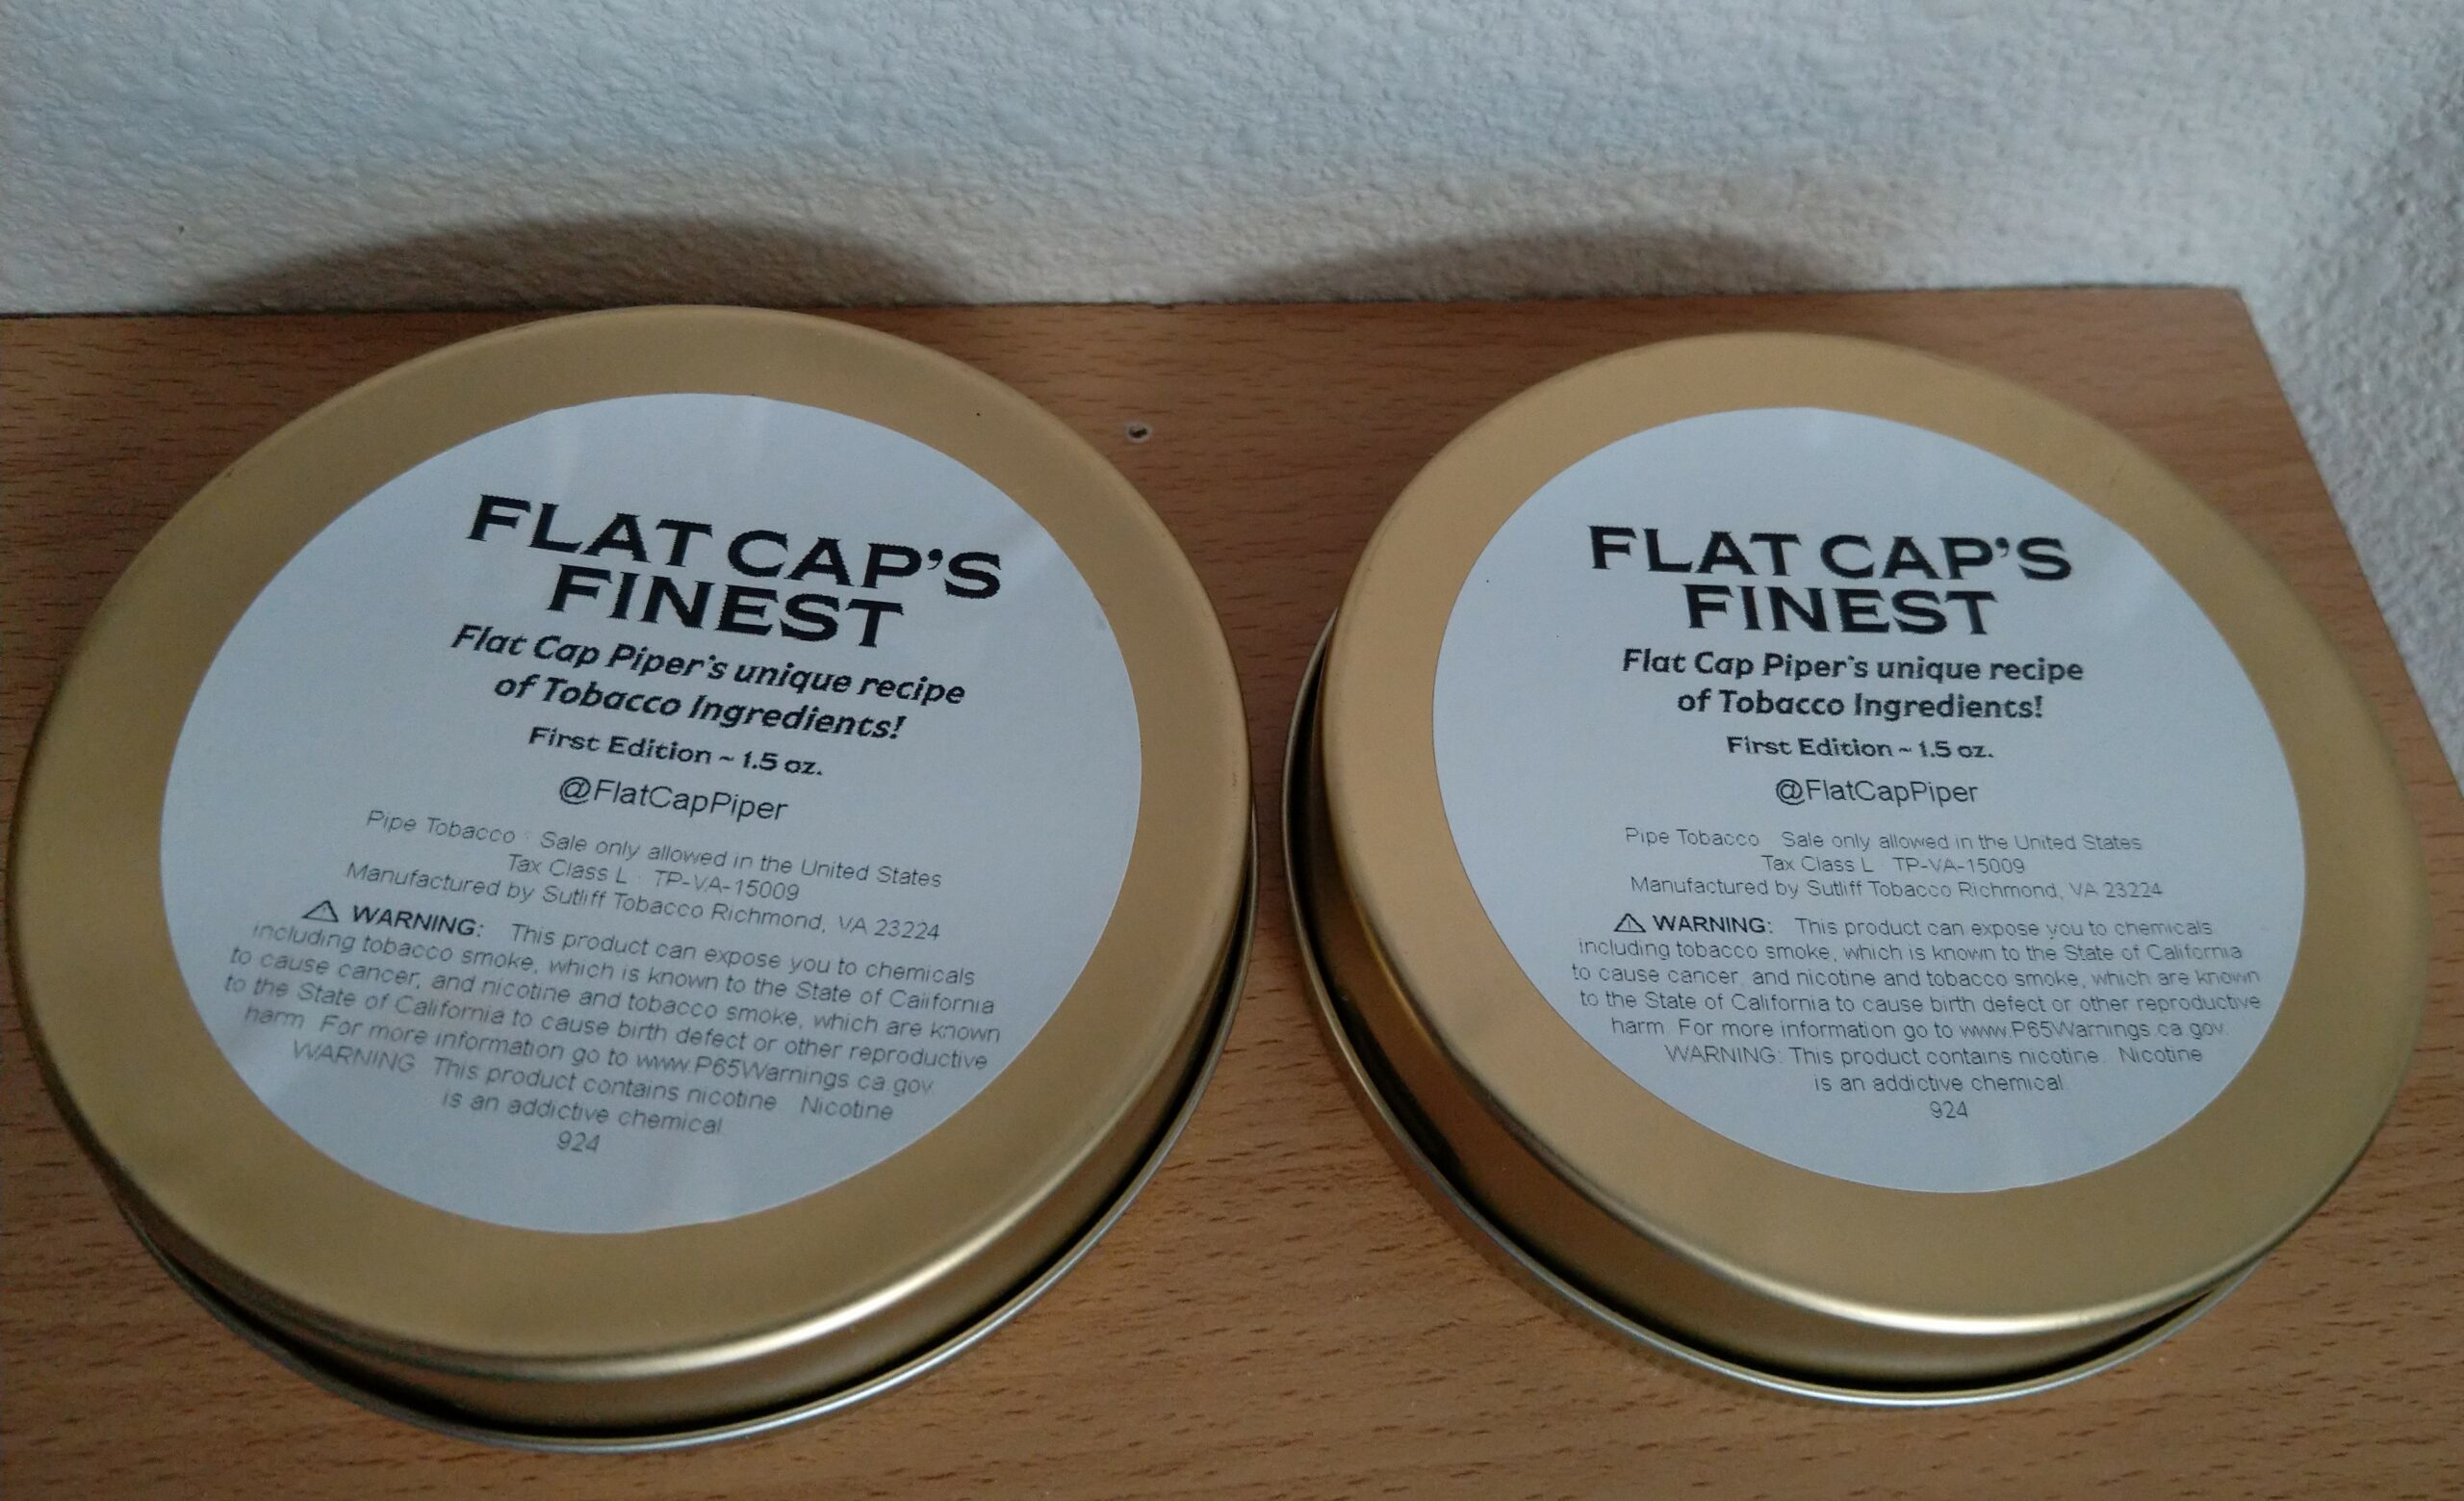 FLAT CAP'S
FINEST
Flat Cap Piper's unique recipe
of Tobacco Ingredients!
First Edition ~ 1.5 oz.
@FlatCapPiper
Pipe Tobacco · Sale only allowed in the United States
Tax Class L · TP-VA-15009
Manufactured by Sutliff Tobacco Richmond, VA 23224
⚠ WARNING: This product can expose you to chemicals
including tobacco smoke, which is known to the State of California
to cause cancer, and nicotine and tobacco smoke, which are known
to the State of California to cause birth defect or other reproductive
harm. For more information go to www.P65Warnings.ca.gov.
WARNING: This product contains nicotine. Nicotine
is an addictive chemical.
924
FLAT CAP'S
FINEST
Flat Cap Piper's unique recipe
of Tobacco Ingredients!
First Edition ~ 1.5 oz.
@FlatCapPiper
Pipe Tobacco · Sale only allowed in the United States
Tax Class L · TP-VA-15009
Manufactured by Sutliff Tobacco Richmond, VA 23224
⚠ WARNING: This product can expose you to chemicals
including tobacco smoke, which is known to the State of California
to cause cancer, and nicotine and tobacco smoke, which are known
to the State of California to cause birth defect or other reproductive
harm. For more information go to www.P65Warnings.ca.gov.
WARNING: This product contains nicotine. Nicotine
is an addictive chemical.
924